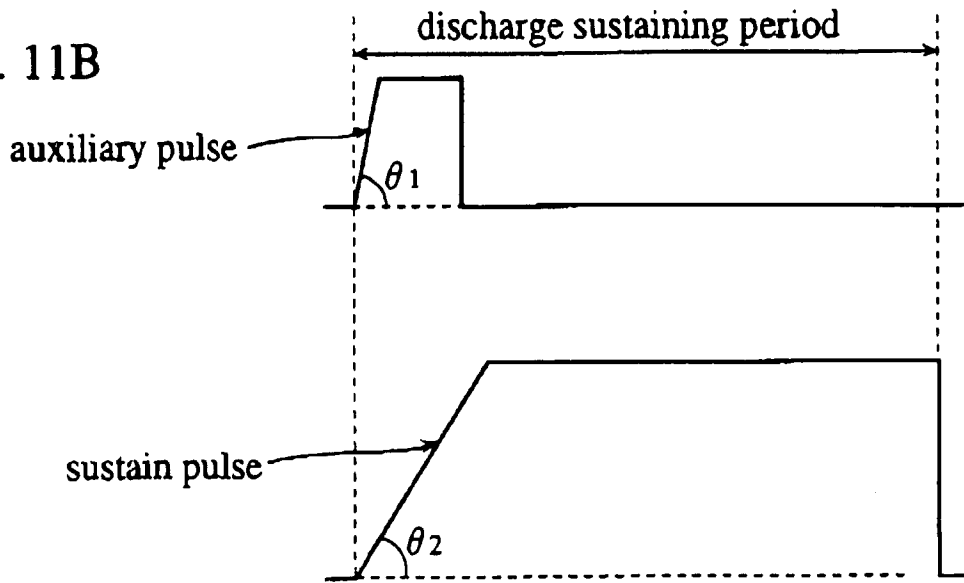 discharge sustaining period
. 11B
auxiliary pulse
θ1
sustain pulse
θ2